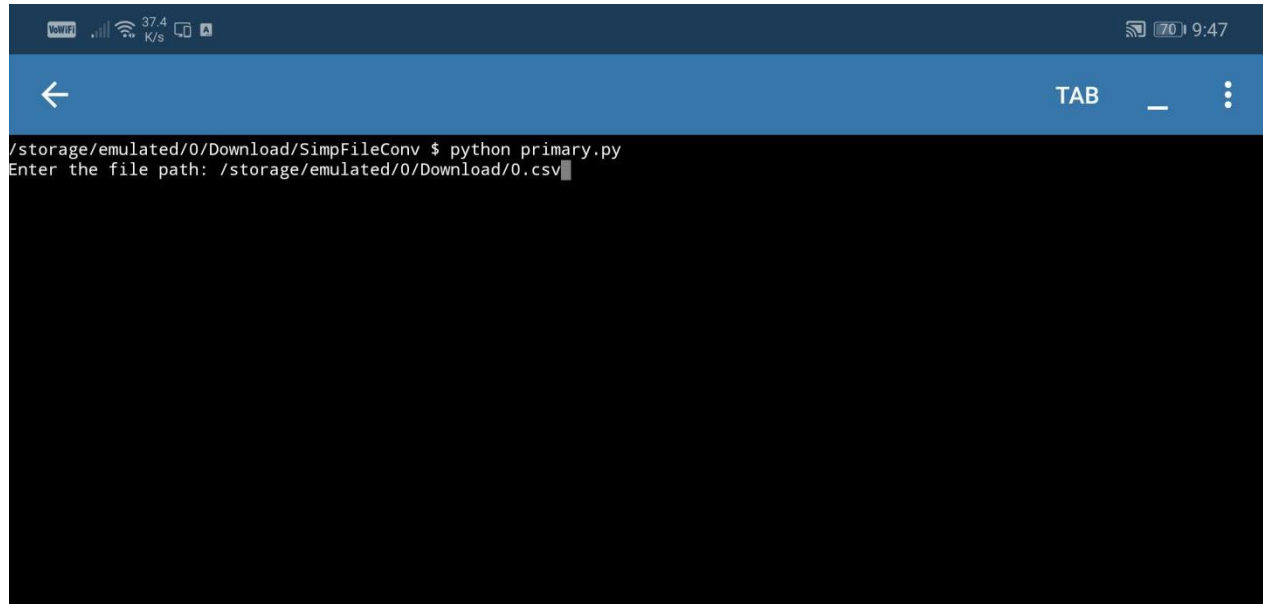 VoWiFi 37.4 K/s A 70 9:47
TAB
/storage/emulated/0/Download/SimpFileConv $ python primary.py
Enter the file path: /storage/emulated/0/Download/0.csv